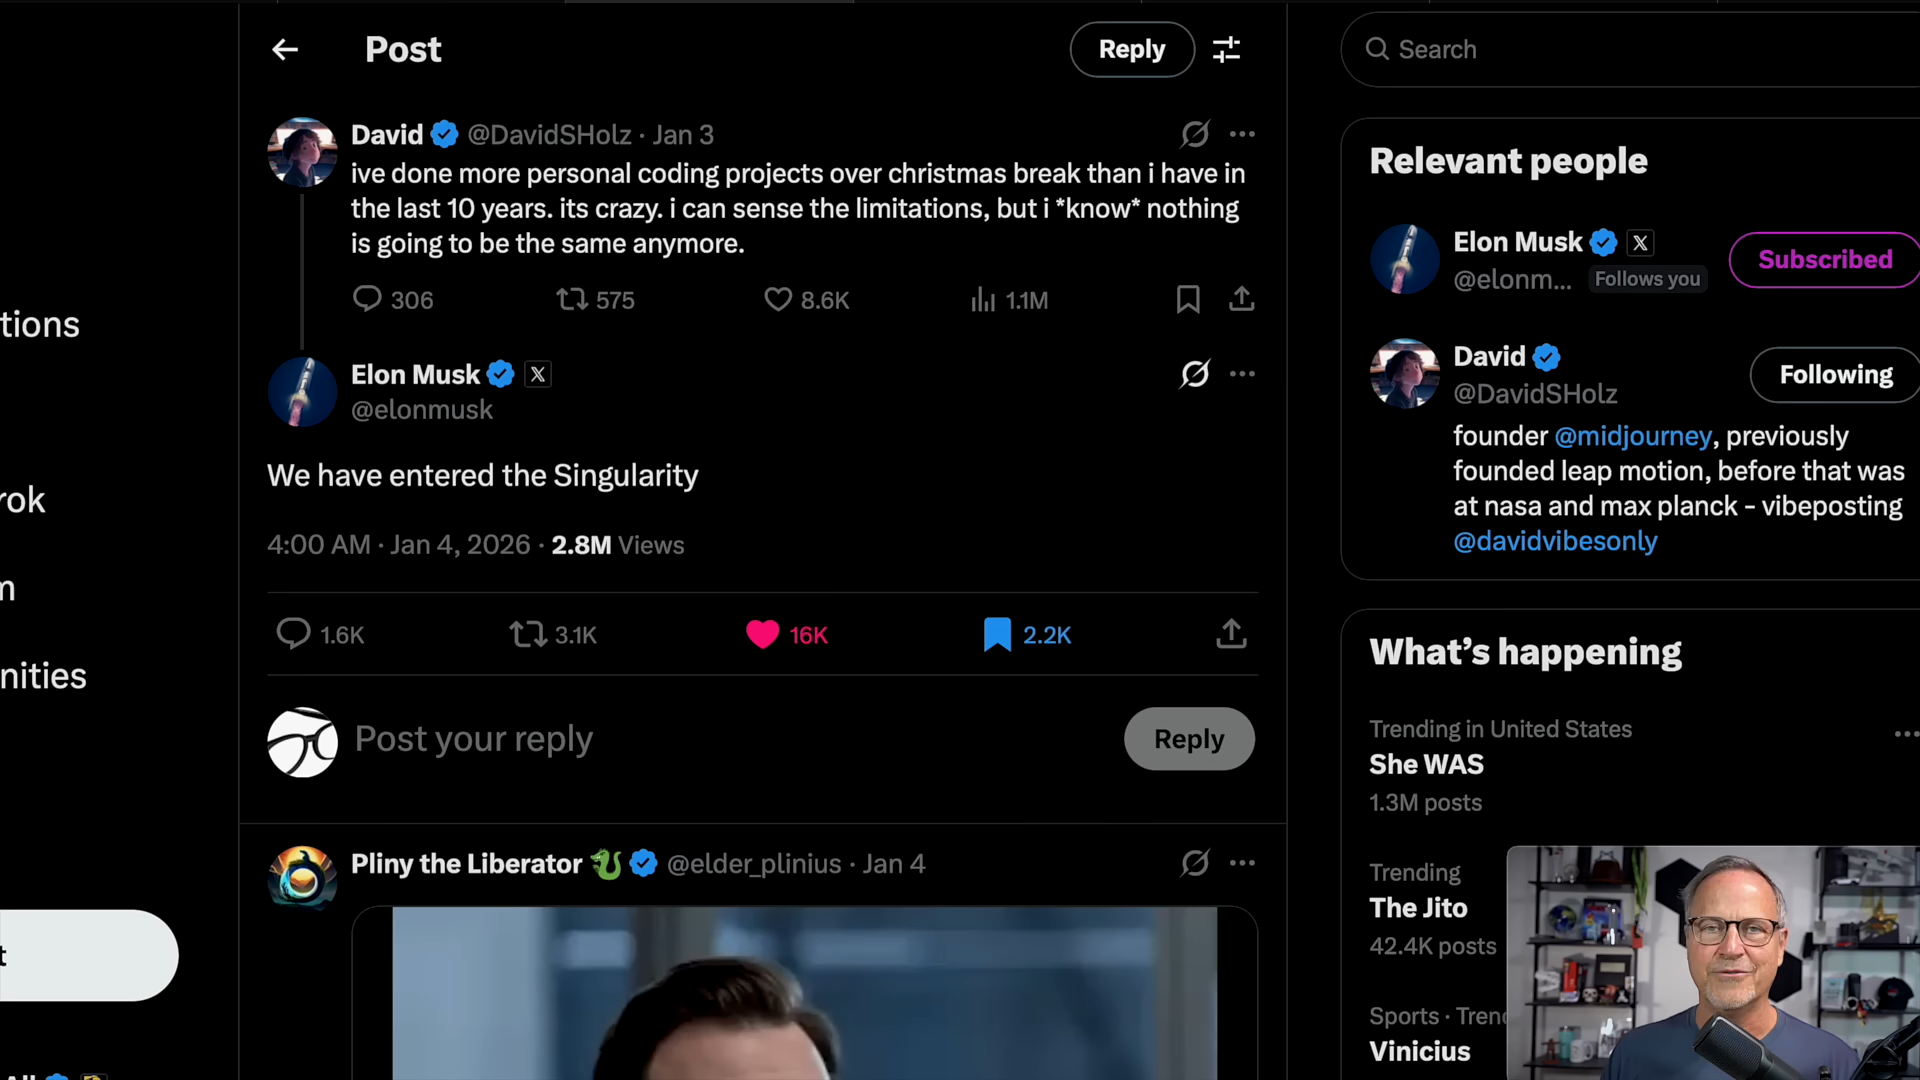 Post
Reply
Search
David @DavidSHolz · Jan 3
ive done more personal coding projects over christmas break than i have in
the last 10 years. its crazy. i can sense the limitations, but i *know* nothing
is going to be the same anymore.
306 575 8.6K 1.1M
Elon Musk
@elonmusk
We have entered the Singularity
4:00 AM · Jan 4, 2026 · 2.8M Views
1.6K 3.1K 16K 2.2K
Post your reply
Reply
Pliny the Liberator @elder_plinius · Jan 4
tions
rok
m
nities
t
Relevant people
Elon Musk
@elonm... Follows you
Subscribed
David
@DavidSHolz
Following
founder @midjourney, previously
founded leap motion, before that was
at nasa and max planck - vibeposting
@davidvibesonly
What's happening
Trending in United States
She WAS
1.3M posts
Trending
The Jito
42.4K posts
Sports · Tren
Vinicius